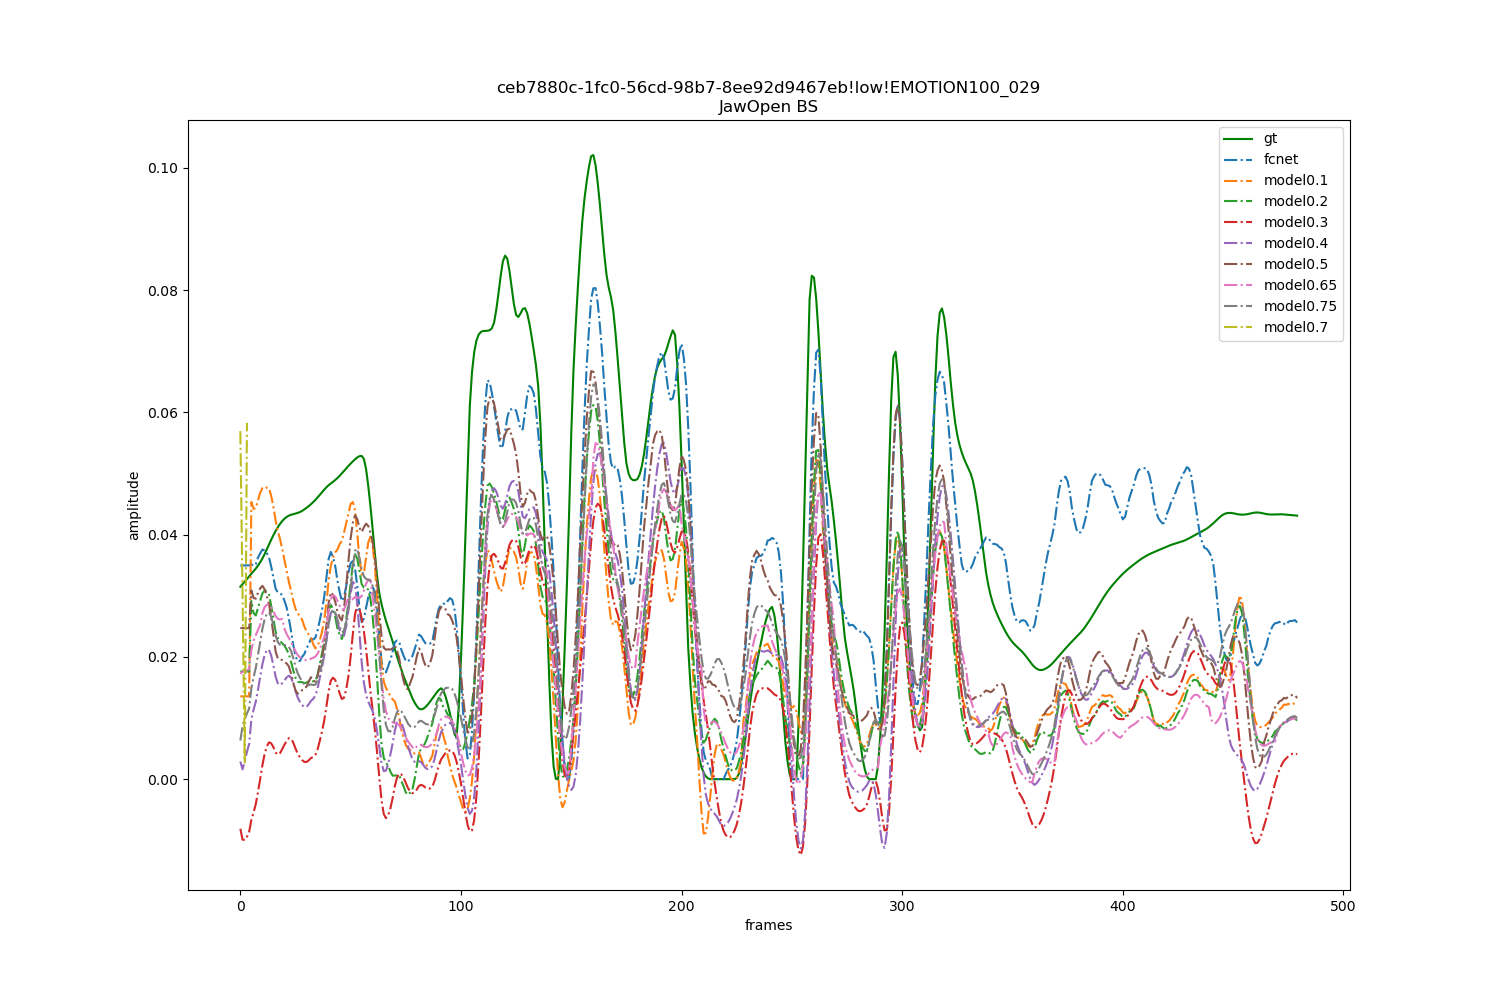 ceb7880c-1fc0-56cd-98b7-8ee92d9467eb!low!EMOTION100_029
JawOpen BS
gt
fcnet
model0.1
model0.2
model0.3
model0.4
model0.5
model0.65
model0.75
model0.7
0.10
0.08
0.06
0.04
0.02
0.00
amplitude
0
100
200
300
400
500
frames